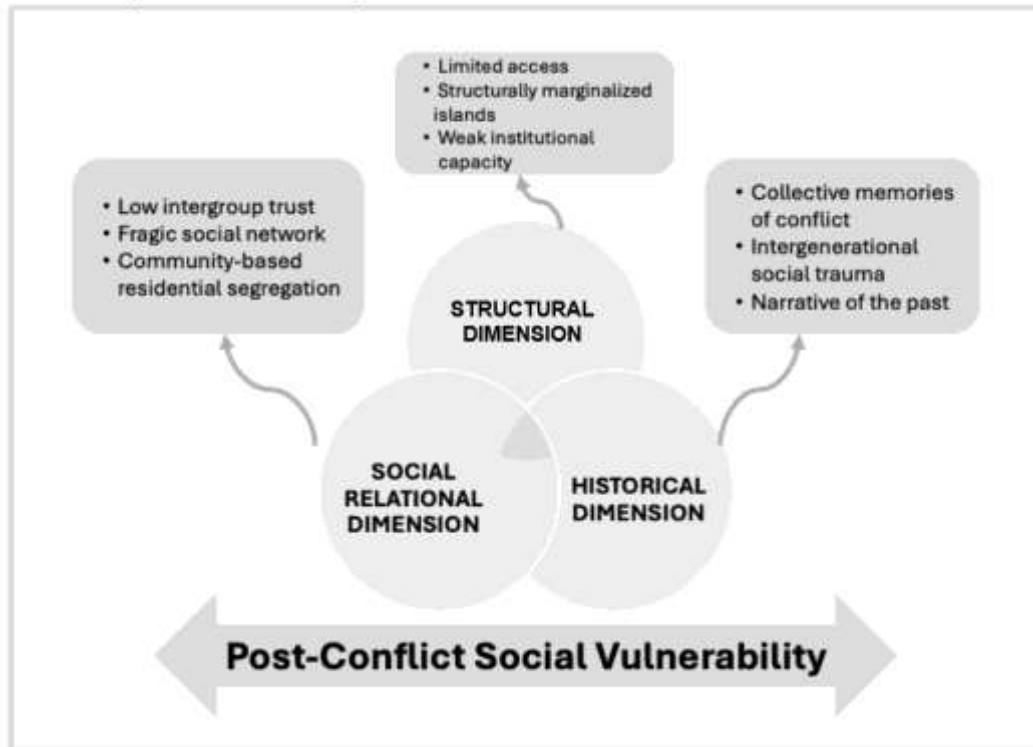 • Limited access
• Structurally marginalized
islands
• Weak institutional
capacity
• Low intergroup trust
• Fragic social network
• Community-based
residential segregation
• Collective memories
of conflict
• Intergenerational
social trauma
• Narrative of the past
STRUCTURAL
DIMENSION
SOCIAL
RELATIONAL
DIMENSION
HISTORICAL
DIMENSION
Post-Conflict Social Vulnerability